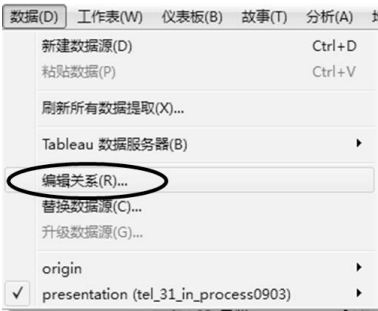 数据(D) 工作表(W) 仪表板(B) 故事(T) 分析(A)
新建数据源(D) Ctrl+D
粘贴数据(P) Ctrl+V
刷新所有数据提取(X)...
Tableau 数据服务器(B)
编辑关系(R)...
替换数据源(C)...
升级数据源(G)...
origin
presentation (tel_31_in_process0903)